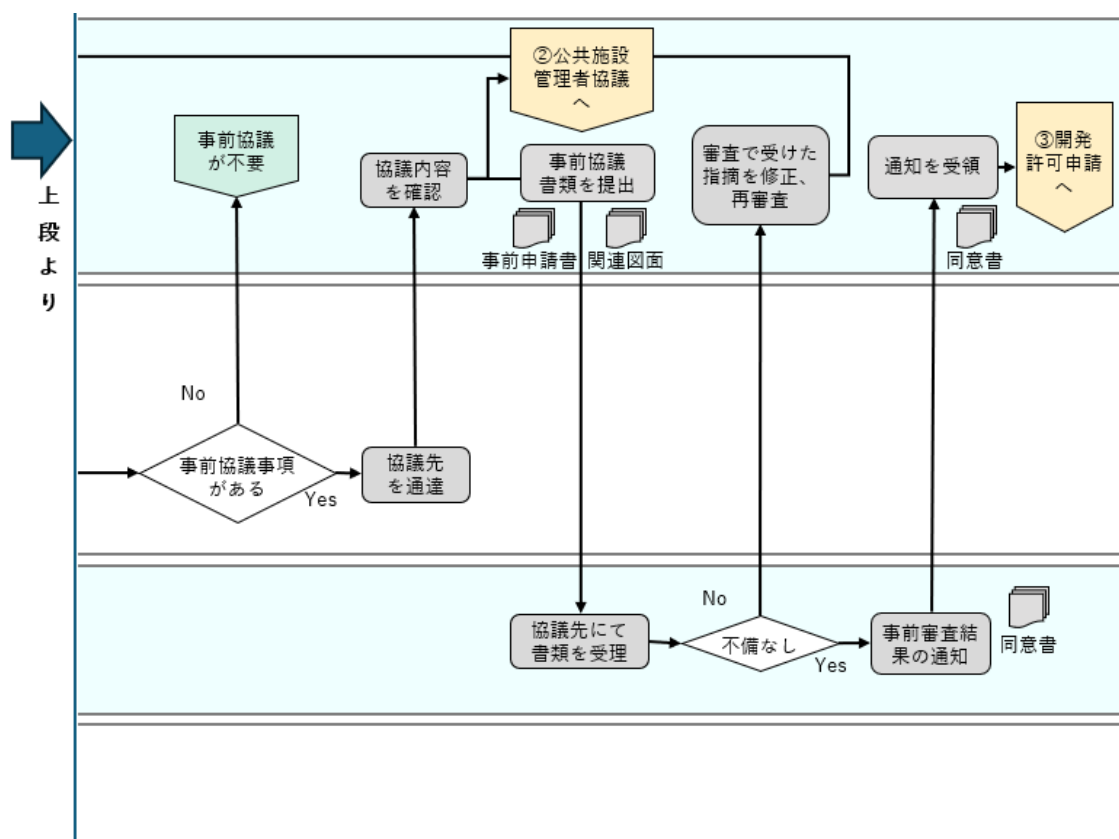 上段より
②公共施設
管理者協議
へ
事前協議
が不要
協議内容
を確認
事前協議
書類を提出
事前申請書
関連図面
審査で受けた
指摘を修正、
再審査
通知を受領
同意書
③開発
許可申請
へ
No
事前協議事項
がある
Yes
協議先
を通達
協議先にて
書類を受理
No
不備なし
Yes
事前審査結
果の通知
同意書